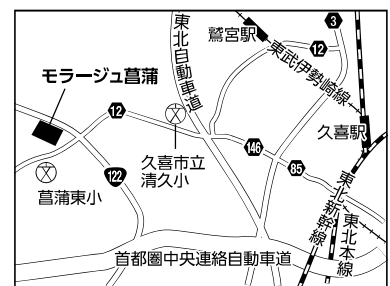 東北自動車道
鷲宮駅
3
12
東武伊勢崎線
モラージュ菖蒲
12
久喜駅
久喜市立
清久小
146
85
122
菖蒲東小
東北新幹線
東北本線
首都圏中央連絡自動車道